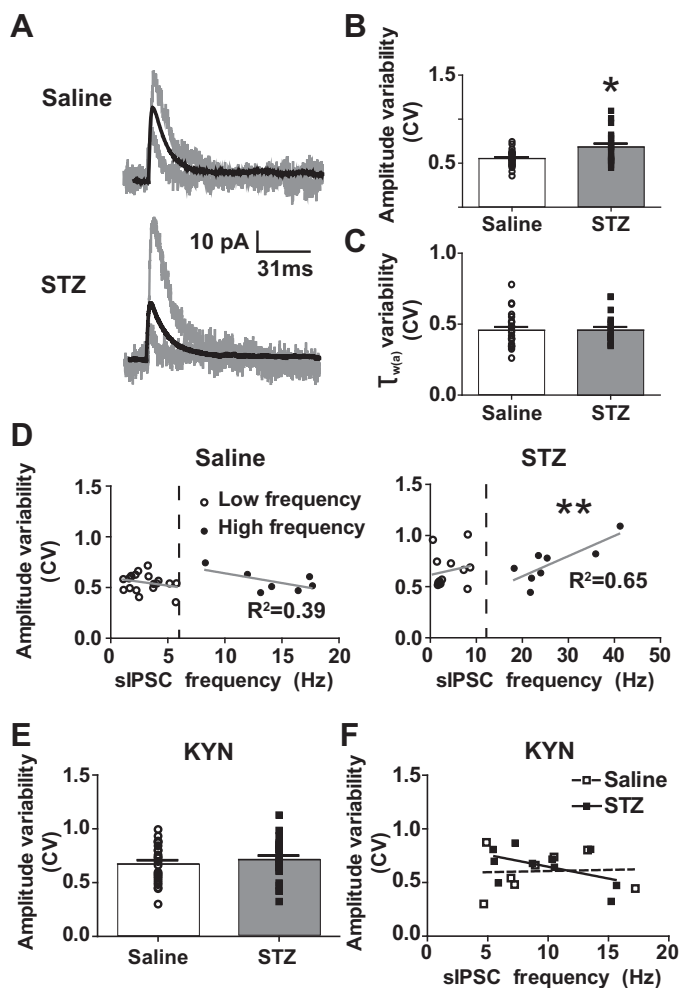 A
Saline
STZ
10 pA
31ms
B
Amplitude variability
(CV)
1.5
0.5
*
Saline
STZ
C
τw(a) variability
(CV)
1.0
0.5
0.0
Saline
STZ
D
Saline
Amplitude variability
(CV)
1.5
1.0
0.5
0.0
Low frequency
High frequency
R²=0.39
0
5
10
15
20
sIPSC frequency (Hz)
STZ
1.5
1.0
0.5
0.0
**
R²=0.65
0
10
20
30
40
50
sIPSC frequency (Hz)
E
KYN
Amplitude variability
(CV)
1.5
1.0
0.5
0.0
Saline
STZ
F
KYN
Amplitude variability
(CV)
1.5
1.0
0.5
0.0
Saline
STZ
0
5
10
15
20
sIPSC frequency (Hz)